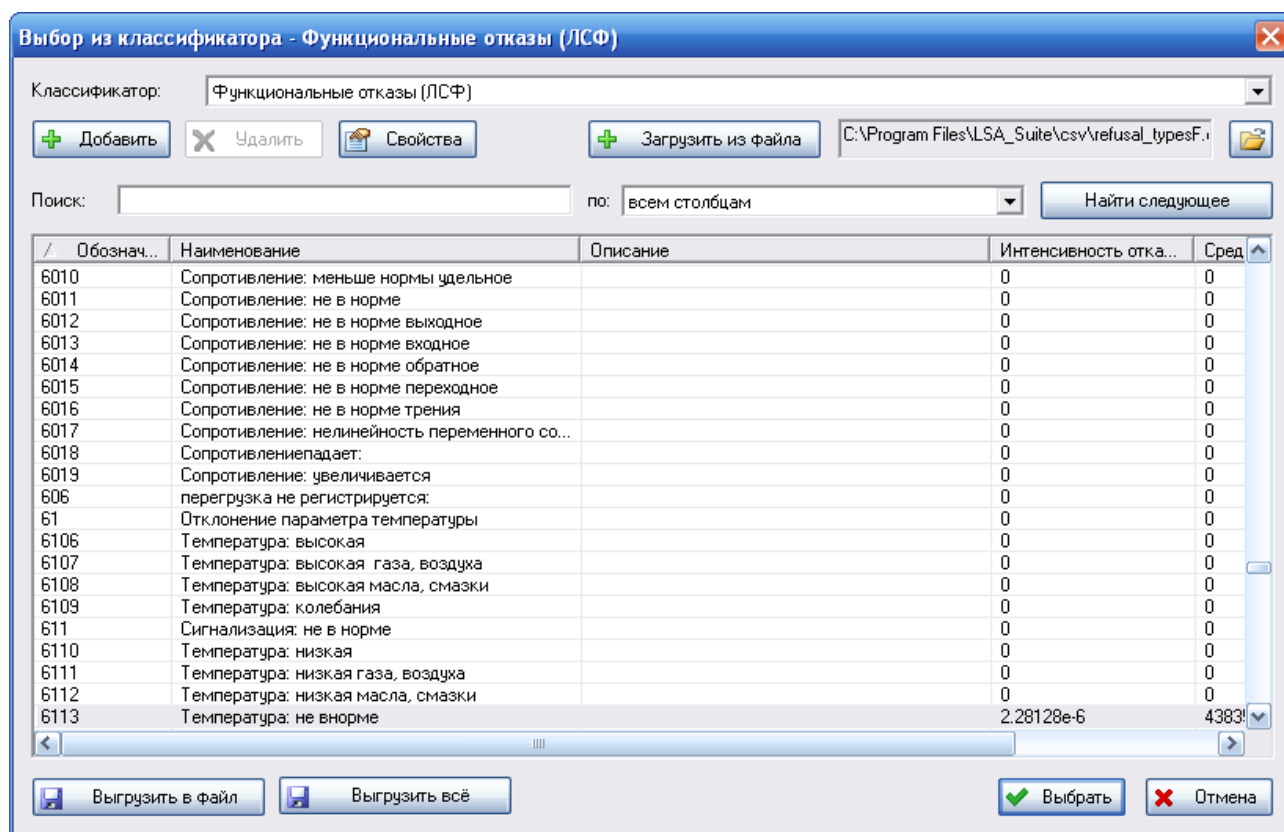 Выбор из классификатора - Функциональные отказы (ЛСФ)
Классификатор: Функциональные отказы (ЛСФ)
Добавить Удалить Свойства Загрузить из файла C:\Program Files\LSA_Suite\csv\refusal_typesF.
Поиск: по: всем столбцам Найти следующее
Обознач... Наименование Описание Интенсивность отка... Сред
6010 Сопротивление: меньше нормы удельное 0 0
6011 Сопротивление: не в норме 0 0
6012 Сопротивление: не в норме выходное 0 0
6013 Сопротивление: не в норме входное 0 0
6014 Сопротивление: не в норме обратное 0 0
6015 Сопротивление: не в норме переходное 0 0
6016 Сопротивление: не в норме трения 0 0
6017 Сопротивление: нелинейность переменного со... 0 0
6018 Сопротивлениепадает: 0 0
6019 Сопротивление: увеличивается 0 0
606 перегрузка не регистрируется: 0 0
61 Отклонение параметра температуры 0 0
6106 Температура: высокая 0 0
6107 Температура: высокая газа, воздуха 0 0
6108 Температура: высокая масла, смазки 0 0
6109 Температура: колебания 0 0
611 Сигнализация: не в норме 0 0
6110 Температура: низкая 0 0
6111 Температура: низкая газа, воздуха 0 0
6112 Температура: низкая масла, смазки 0 0
6113 Температура: не внорме 2.28128e-6 4383
Выгрузить в файл Выгрузить всё Выбрать Отмена